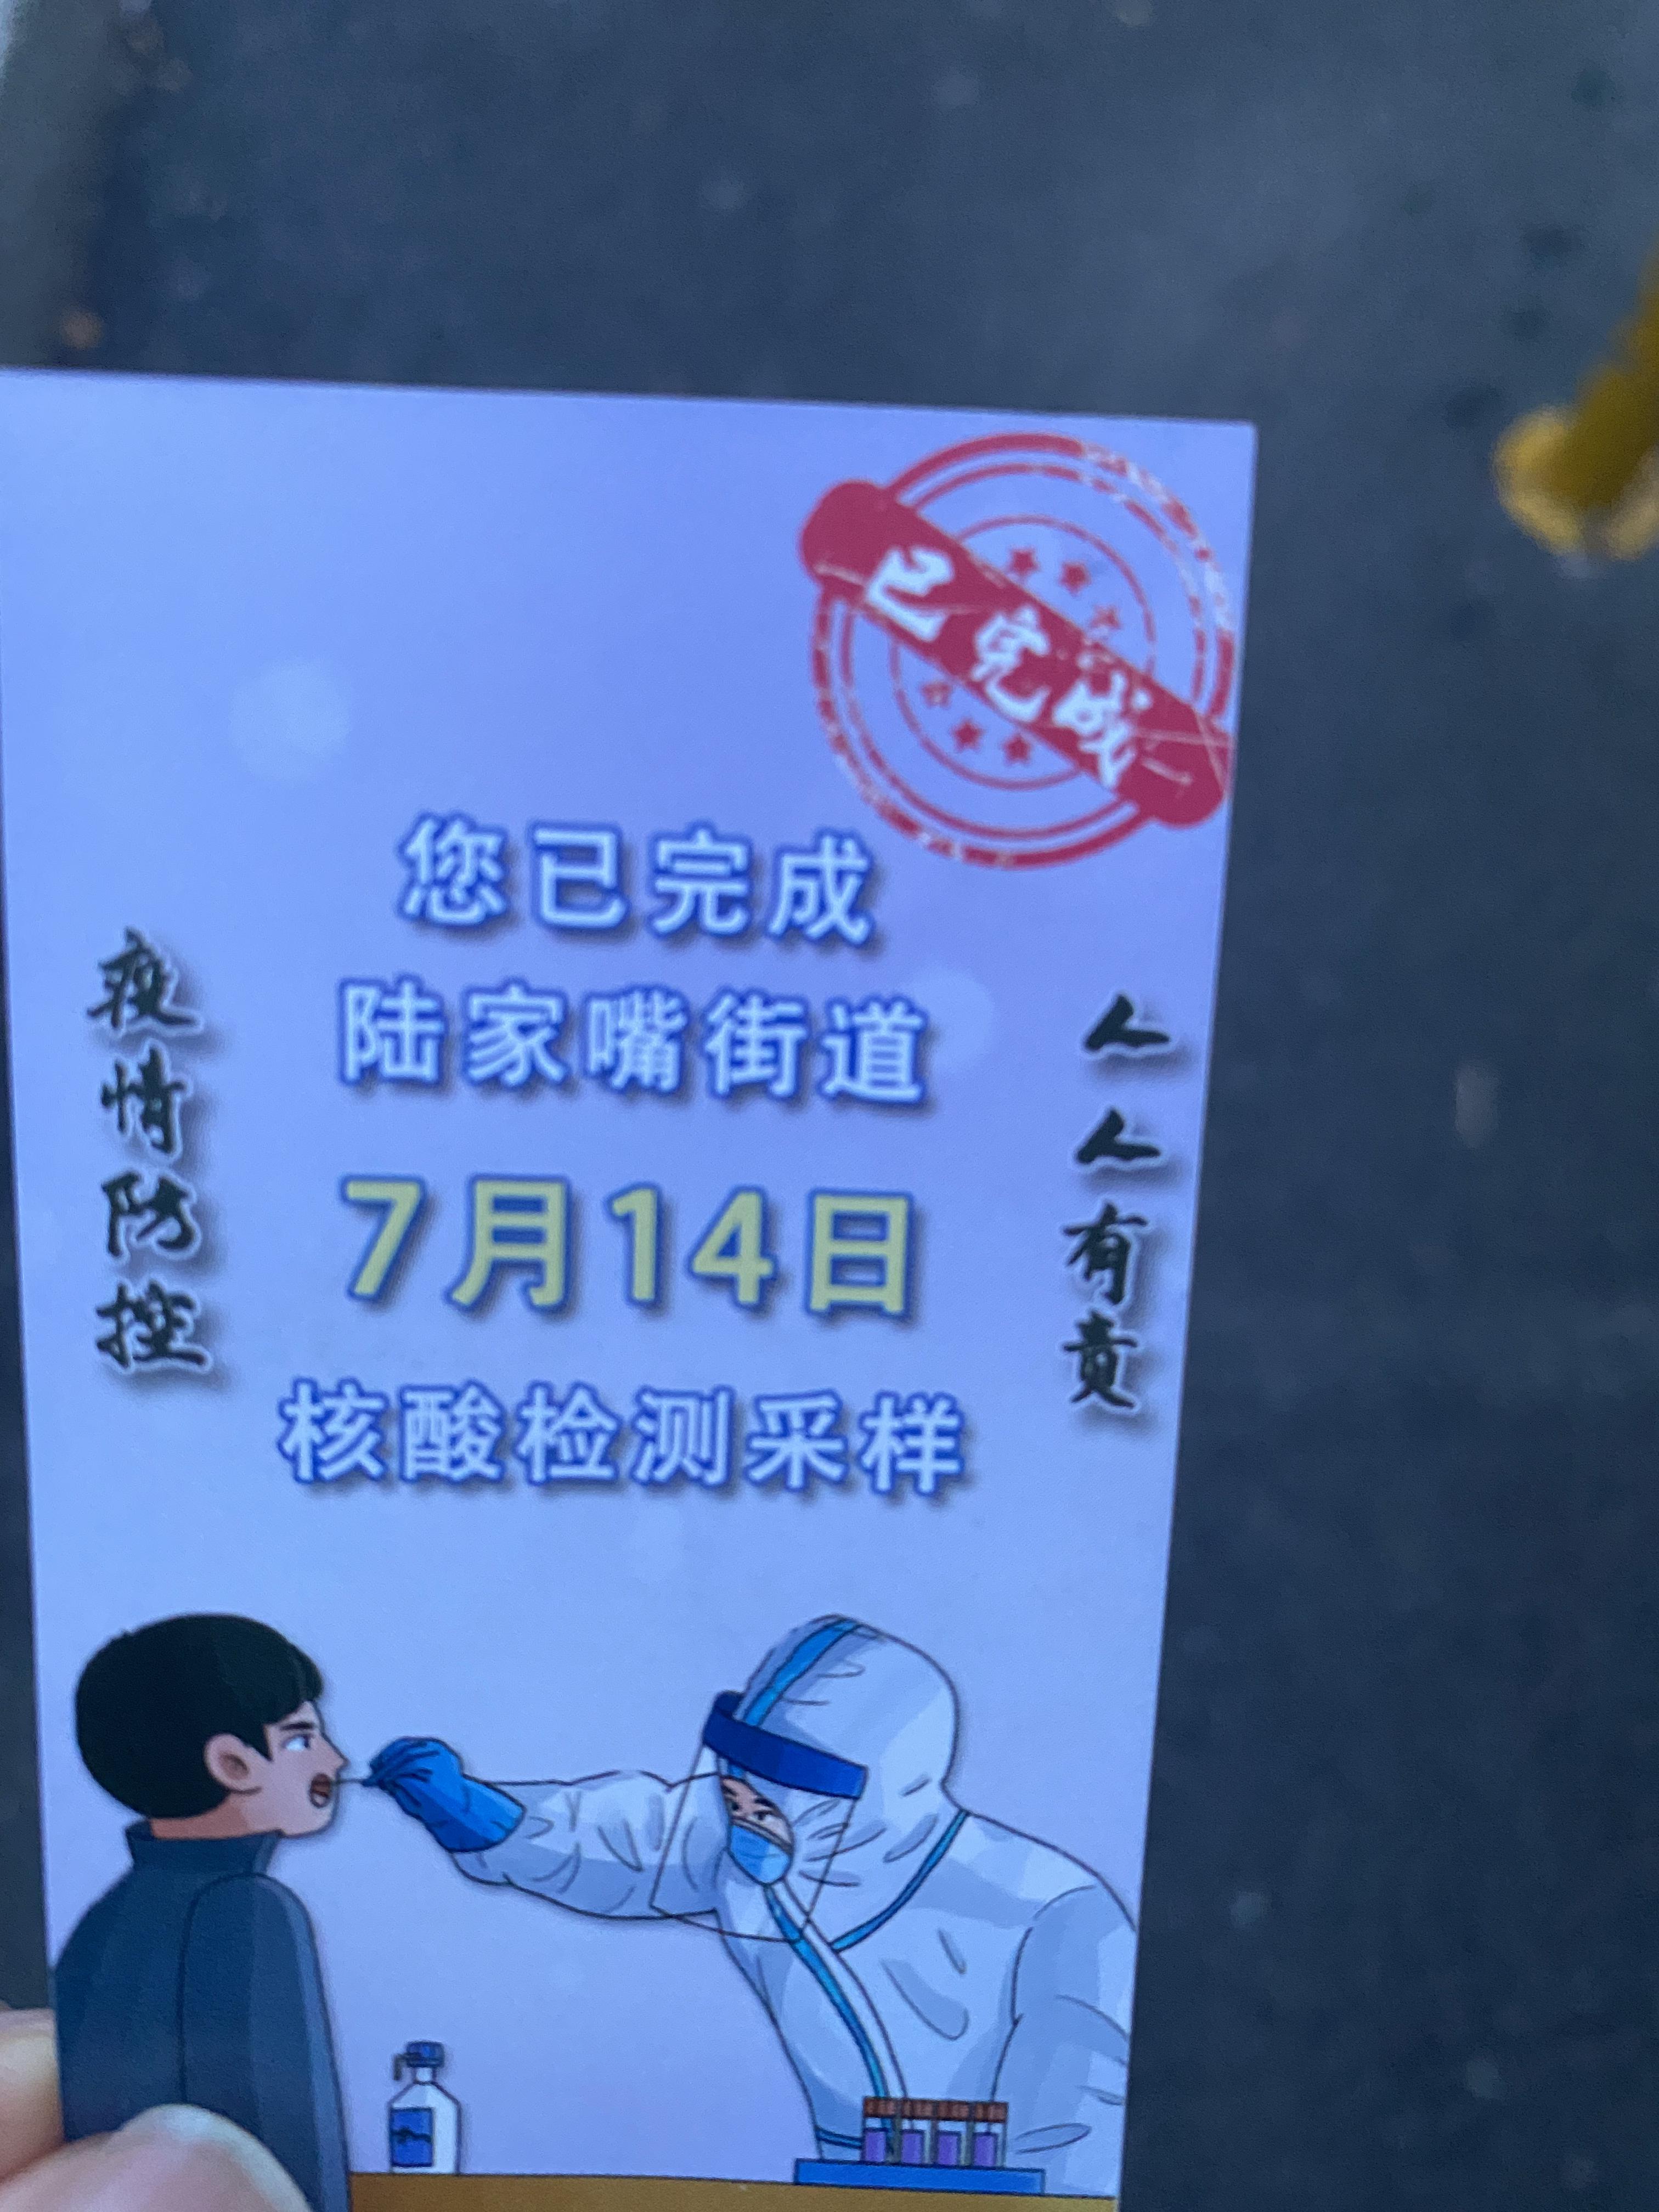 已完成
您已完成
陆家嘴街道
7月14日
核酸检测采样
疫情防控
人人有责